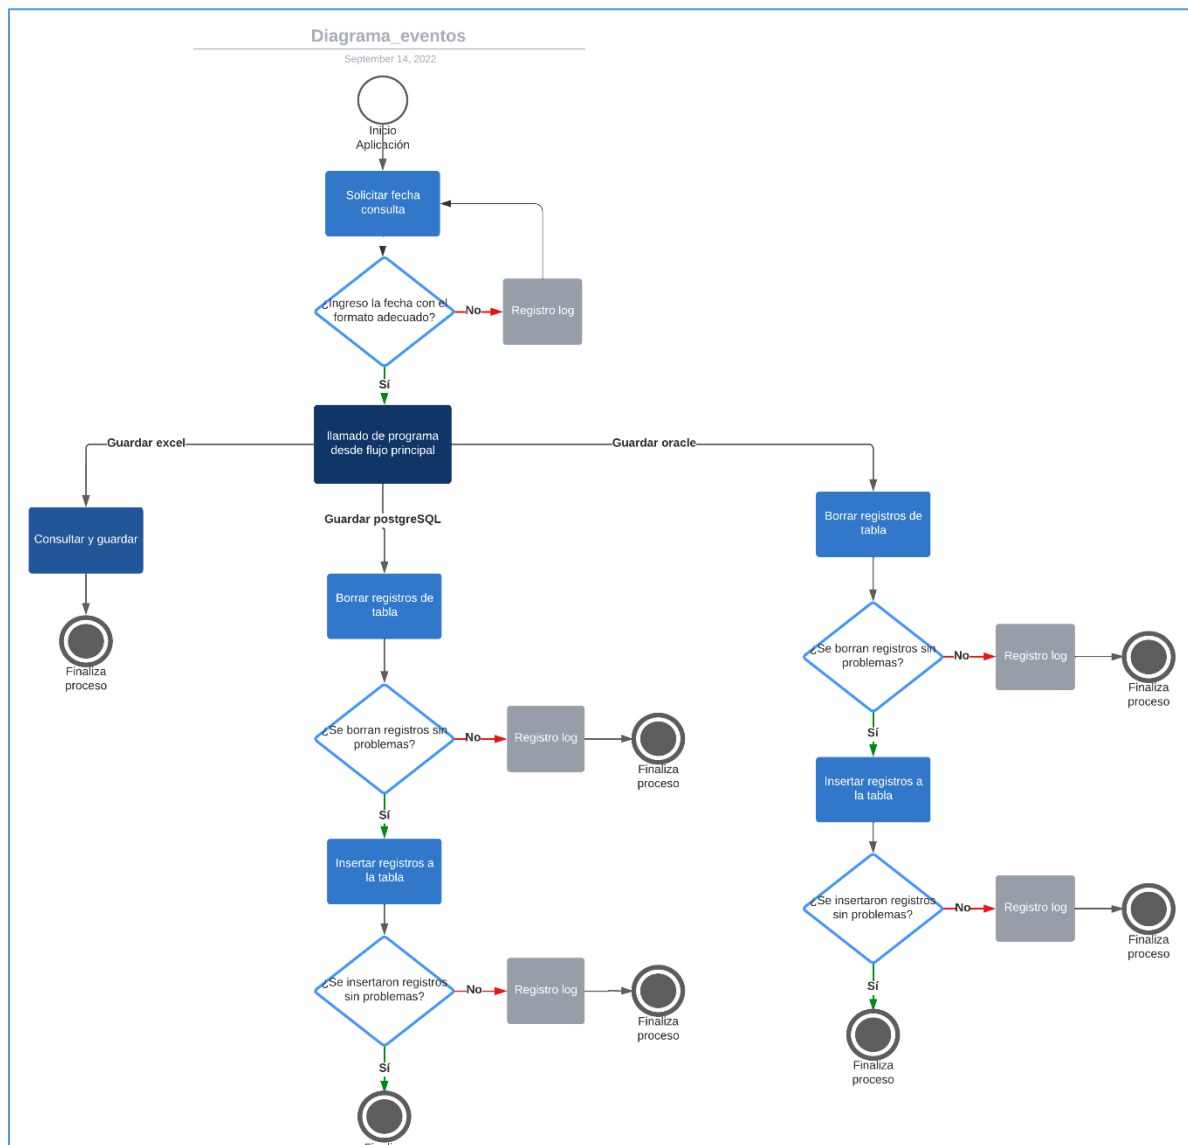 Diagrama_eventos
September 14, 2022
Inicio
Aplicación
Solicitar fecha
consulta
¿Ingreso la fecha con el
formato adecuado?
No
Registro log
Sí
llamado de programa
desde flujo principal
Guardar excel
Guardar oracle
Guardar postgreSQL
Consultar y guardar
Finaliza
proceso
Borrar registros de
tabla
¿Se borran registros sin
problemas?
No
Registro log
Finaliza
proceso
Sí
Insertar registros a
la tabla
¿Se insertaron registros
sin problemas?
No
Registro log
Finaliza
proceso
Sí
Borrar registros de
tabla
¿Se borran registros sin
problemas?
No
Registro log
Finaliza
proceso
Sí
Insertar registros a
la tabla
¿Se insertaron registros
sin problemas?
No
Registro log
Finaliza
proceso
Sí
Finaliza
proceso